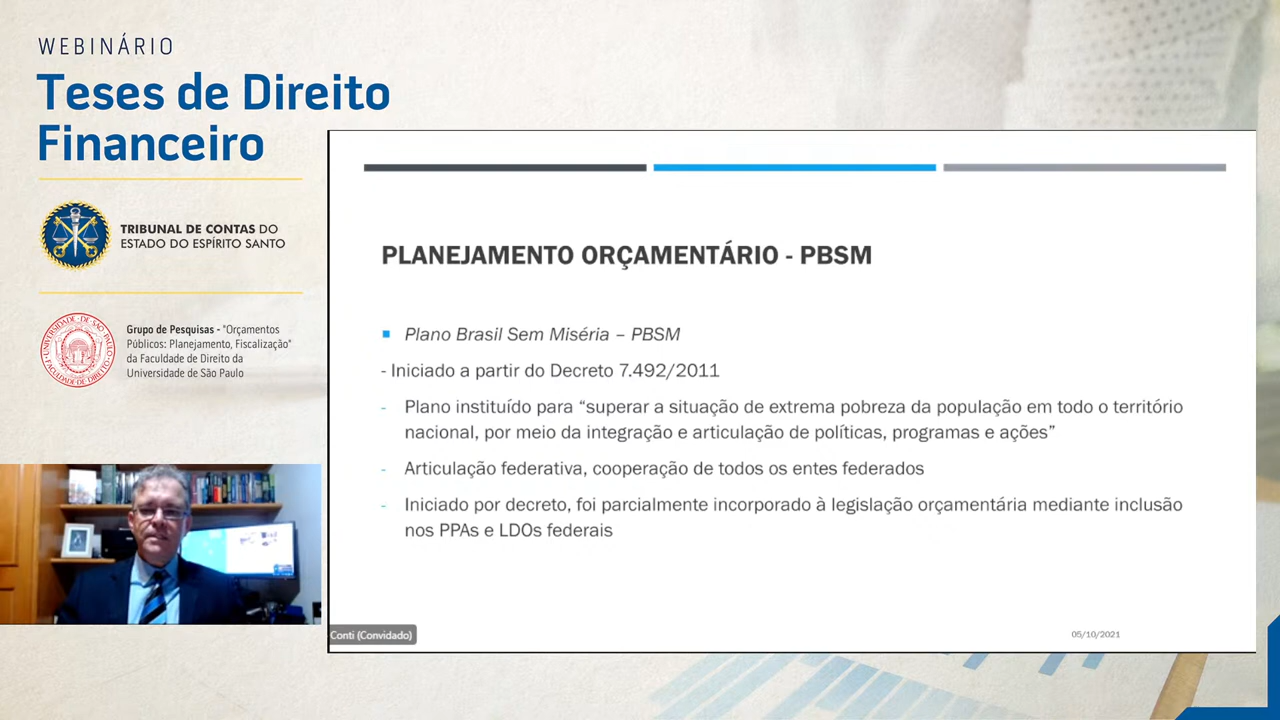 WEBINÁRIO
Teses de Direito
Financeiro
TRIBUNAL DE CONTAS DO
ESTADO DO ESPÍRITO SANTO
Grupo de Pesquisas - "Orçamentos
Públicos: Planejamento, Fiscalização"
da Faculdade de Direito da
Universidade de São Paulo
PLANEJAMENTO ORÇAMENTÁRIO - PBSM
Plano Brasil Sem Miséria – PBSM
- Iniciado a partir do Decreto 7.492/2011
- Plano instituído para “superar a situação de extrema pobreza da população em todo o território
nacional, por meio da integração e articulação de políticas, programas e ações”
- Articulação federativa, cooperação de todos os entes federados
- Iniciado por decreto, foi parcialmente incorporado à legislação orçamentária mediante inclusão
nos PPAs e LDOs federais
Conti (Convidado)
05/10/2021